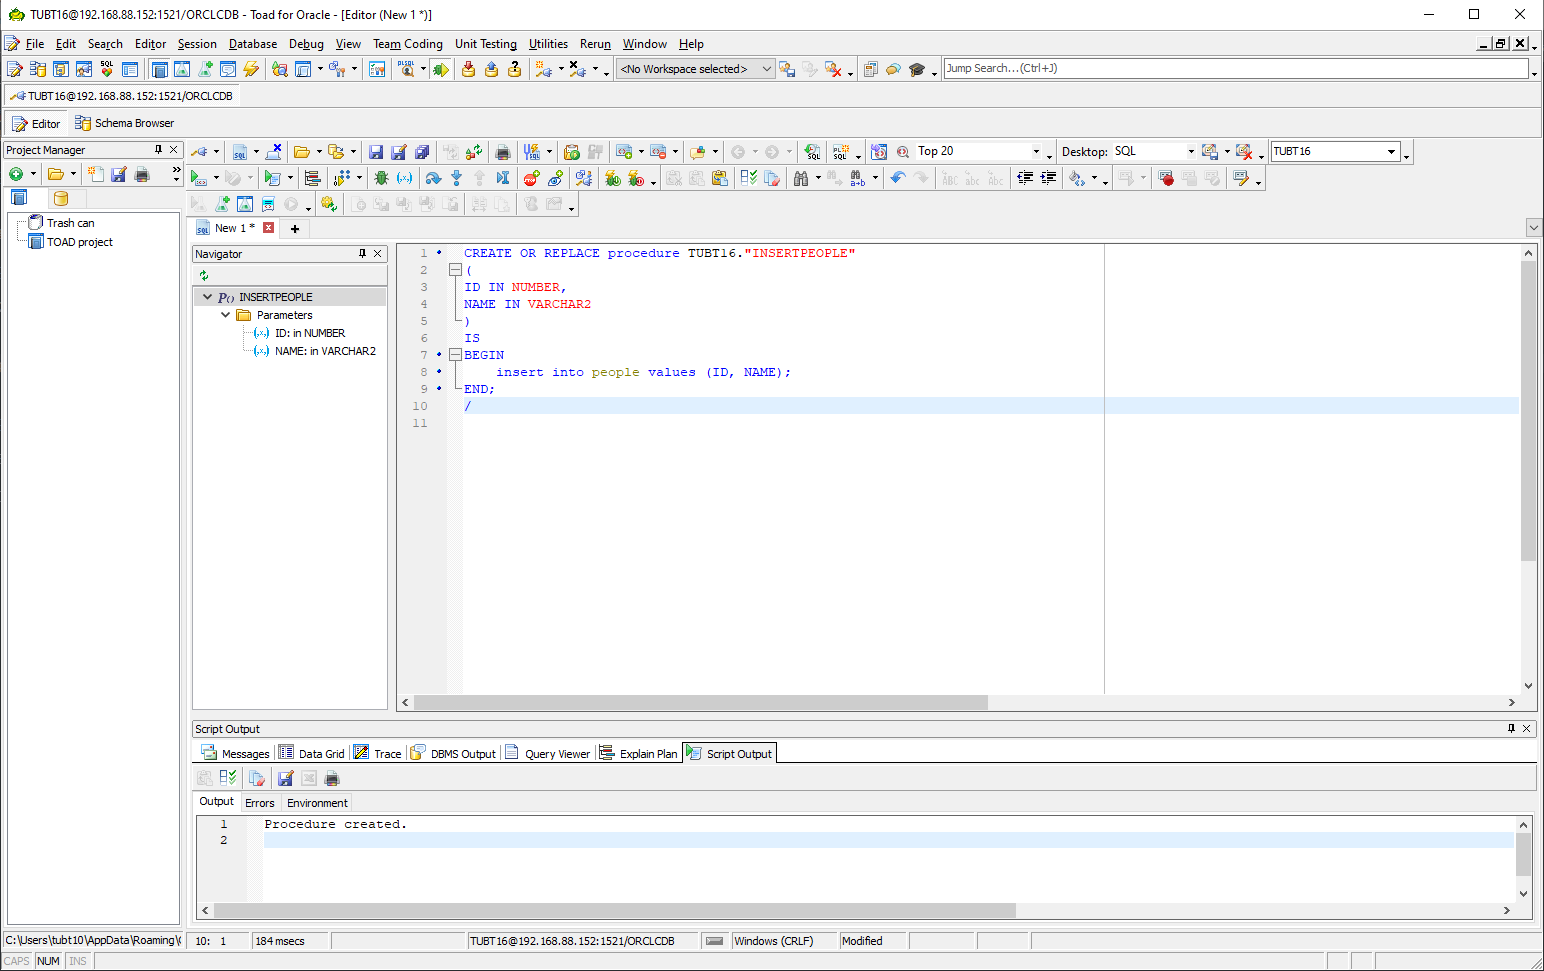 TUBT16@192.168.88.152:1521/ORCLCDB - Toad for Oracle - [Editor (New 1 *)]
File Edit Search Editor Session Database Debug View Team Coding Unit Testing Utilities Rerun Window Help
<No Workspace selected> Jump Search...(Ctrl+J)
TUBT16@192.168.88.152:1521/ORCLCDB
Editor Schema Browser
Project Manager
Top 20 Desktop: SQL TUBT16
Trash can
TOAD project
New 1 *
Navigator
INSERTPEOPLE
Parameters
ID: in NUMBER
NAME: in VARCHAR2
1 CREATE OR REPLACE procedure TUBT16."INSERTPEOPLE"
2 (
3 ID IN NUMBER,
4 NAME IN VARCHAR2
5 )
6 IS
7 BEGIN
8 insert into people values (ID, NAME);
9 END;
10 /
11
Script Output
Messages Data Grid Trace DBMS Output Query Viewer Explain Plan Script Output
Output Errors Environment
1 Procedure created.
2
C:\Users\tubt10\AppData\Roaming\ 10: 1 184 msecs TUBT16@192.168.88.152:1521/ORCLCDB Windows (CRLF) Modified
CAPS NUM INS